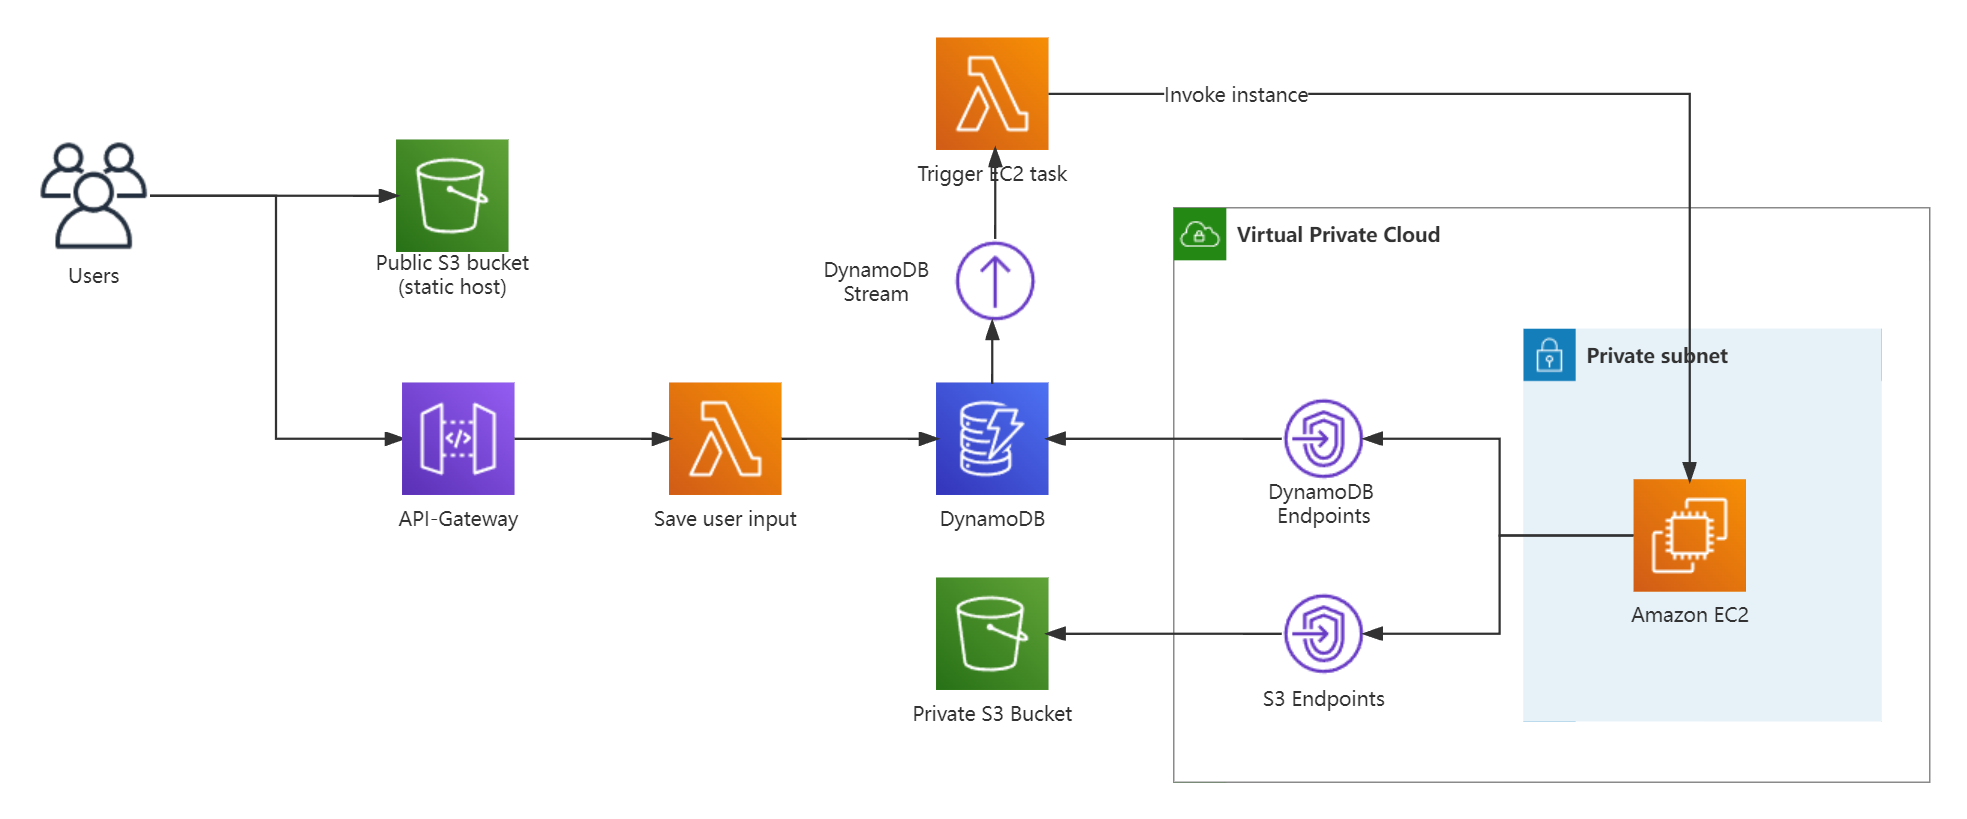 Invoke instance
Trigger EC2 task
Users
Public S3 bucket
(static host)
DynamoDB
Stream
Virtual Private Cloud
Private subnet
API-Gateway
Save user input
DynamoDB
DynamoDB
Endpoints
Amazon EC2
Private S3 Bucket
S3 Endpoints